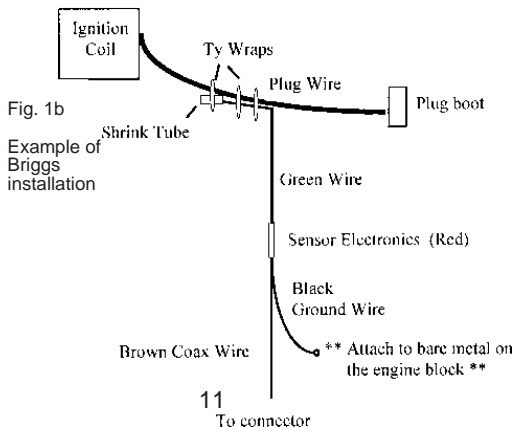 Ignition
Coil
Ty Wraps
Plug Wire
Plug boot
Fig. 1b
Shrink Tube
Example of
Briggs
installation
Green Wire
Sensor Electronics (Red)
Black
Ground Wire
Brown Coax Wire
** Attach to bare metal on
the engine block **
11
To connector